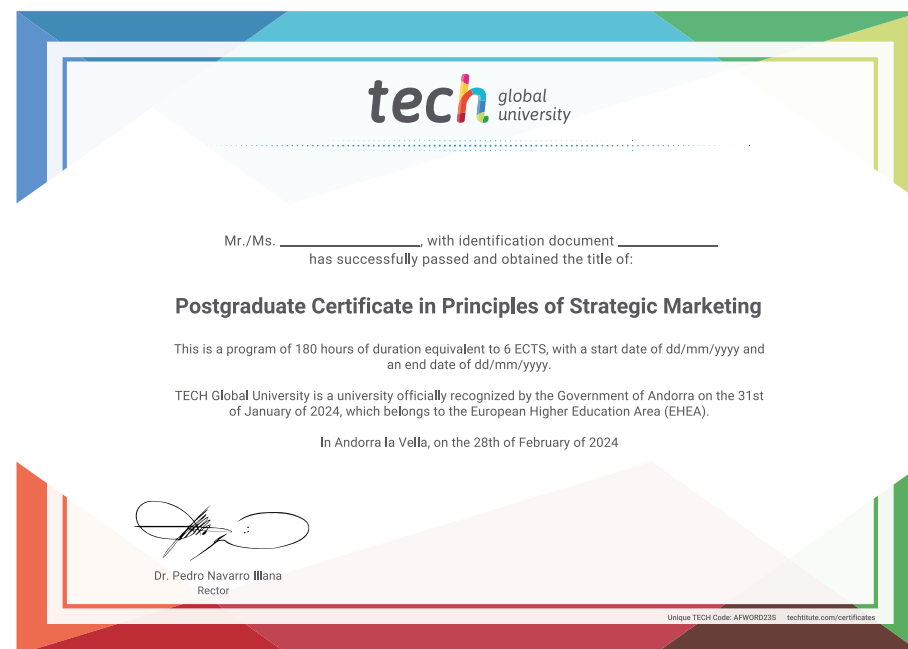 tech global university
Mr./Ms. ____________________, with identification document ______________
has successfully passed and obtained the title of:
Postgraduate Certificate in Principles of Strategic Marketing
This is a program of 180 hours of duration equivalent to 6 ECTS, with a start date of dd/mm/yyyy and
an end date of dd/mm/yyyy.
TECH Global University is a university officially recognized by the Government of Andorra on the 31st
of January of 2024, which belongs to the European Higher Education Area (EHEA).
In Andorra la Vella, on the 28th of February of 2024
Dr. Pedro Navarro Illana
Rector
Unique TECH Code: AFWORD23S techtitute.com/certificates